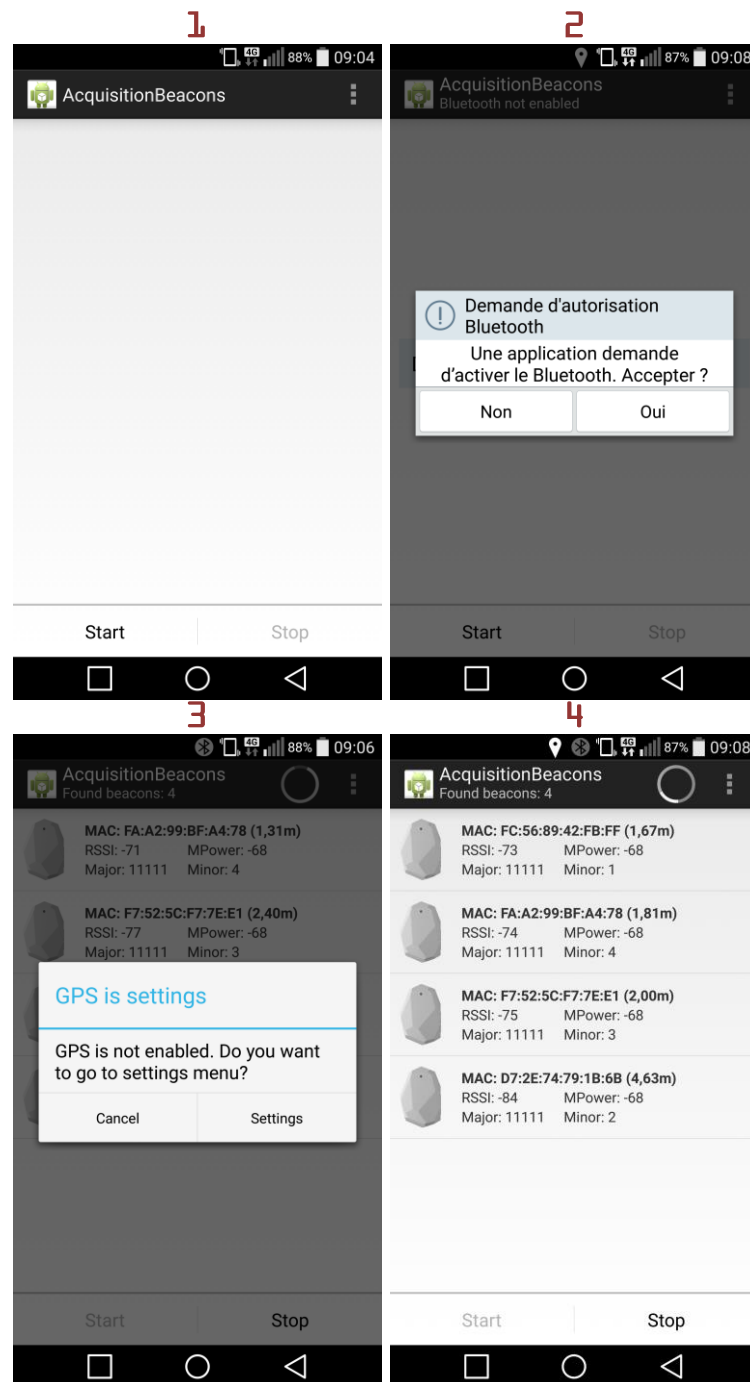 1
88% 09:04
AcquisitionBeacons
Start Stop
2
87% 09:08
AcquisitionBeacons
Bluetooth not enabled
Demande d'autorisation
Bluetooth
Une application demande
d'activer le Bluetooth. Accepter ?
Non Oui
Start Stop
3
4G 88% 09:06
AcquisitionBeacons
Found beacons: 4
MAC: FA:A2:99:BF:A4:78 (1,31m)
RSSI: -71 MPower: -68
Major: 11111 Minor: 4
MAC: F7:52:5C:F7:7E:E1 (2,40m)
RSSI: -77 MPower: -68
Major: 11111 Minor: 3
GPS is settings
GPS is not enabled. Do you want
to go to settings menu?
Cancel Settings
Start Stop
4
4G 87% 09:08
AcquisitionBeacons
Found beacons: 4
MAC: FC:56:89:42:FB:FF (1,67m)
RSSI: -73 MPower: -68
Major: 11111 Minor: 1
MAC: FA:A2:99:BF:A4:78 (1,81m)
RSSI: -74 MPower: -68
Major: 11111 Minor: 4
MAC: F7:52:5C:F7:7E:E1 (2,00m)
RSSI: -75 MPower: -68
Major: 11111 Minor: 3
MAC: D7:2E:74:79:1B:6B (4,63m)
RSSI: -84 MPower: -68
Major: 11111 Minor: 2
Start Stop